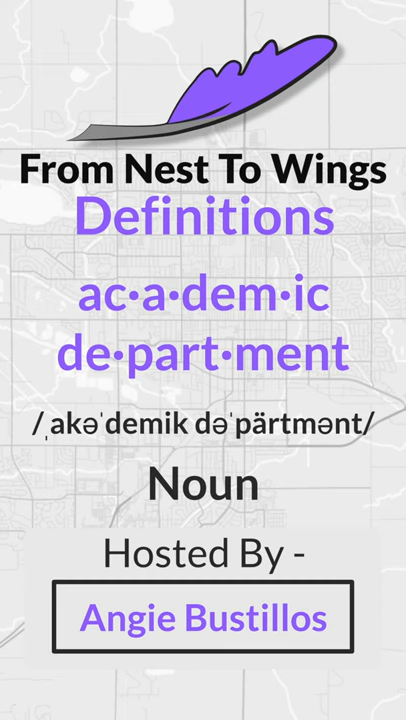 From Nest To Wings
Definitions
ac·a·dem·ic
de·part·ment
/ˌakəˈdemik dəˈpärtmənt/
Noun
Hosted By -
Angie Bustillos